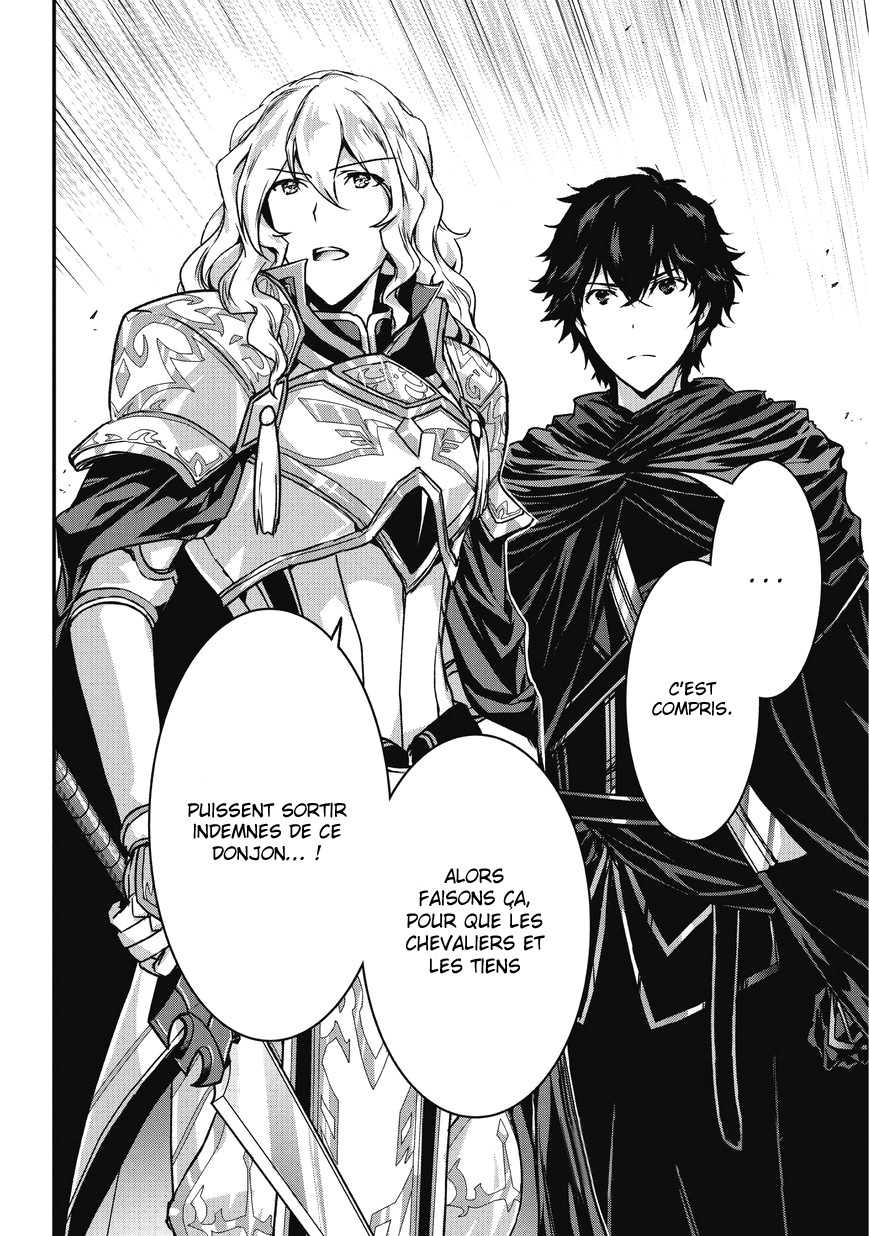 ...
C'EST
COMPRIS.
ALORS
FAISONS ÇA,
POUR QUE LES
CHEVALIERS ET
LES TIENS
PUISSENT SORTIR
INDEMNES DE CE
DONJON... !